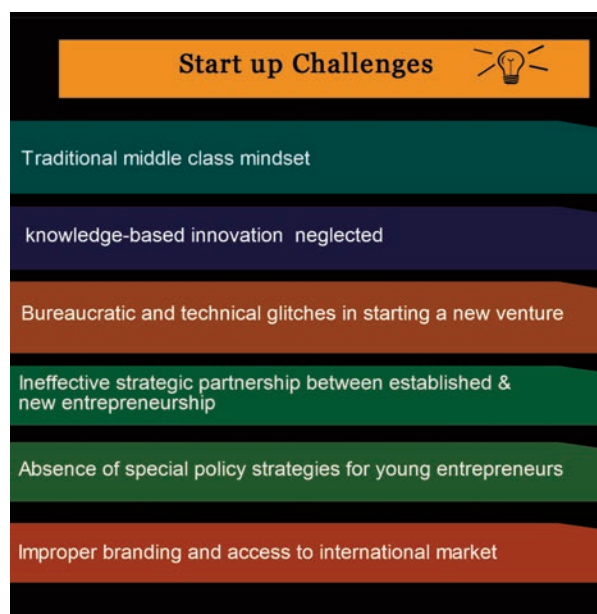 Start up Challenges
Traditional middle class mindset
knowledge-based innovation neglected
Bureaucratic and technical glitches in starting a new venture
Ineffective strategic partnership between established &
new entrepreneurship
Absence of special policy strategies for young entrepreneurs
Improper branding and access to international market